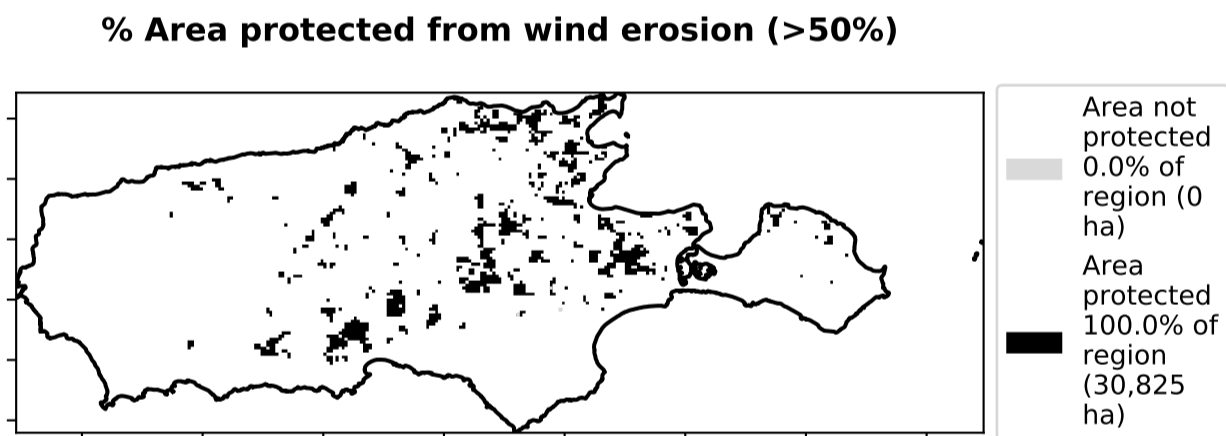 % Area protected from wind erosion (>50%)
Area not
protected
0.0% of
region (0
ha)
Area
protected
100.0% of
region
(30,825
ha)